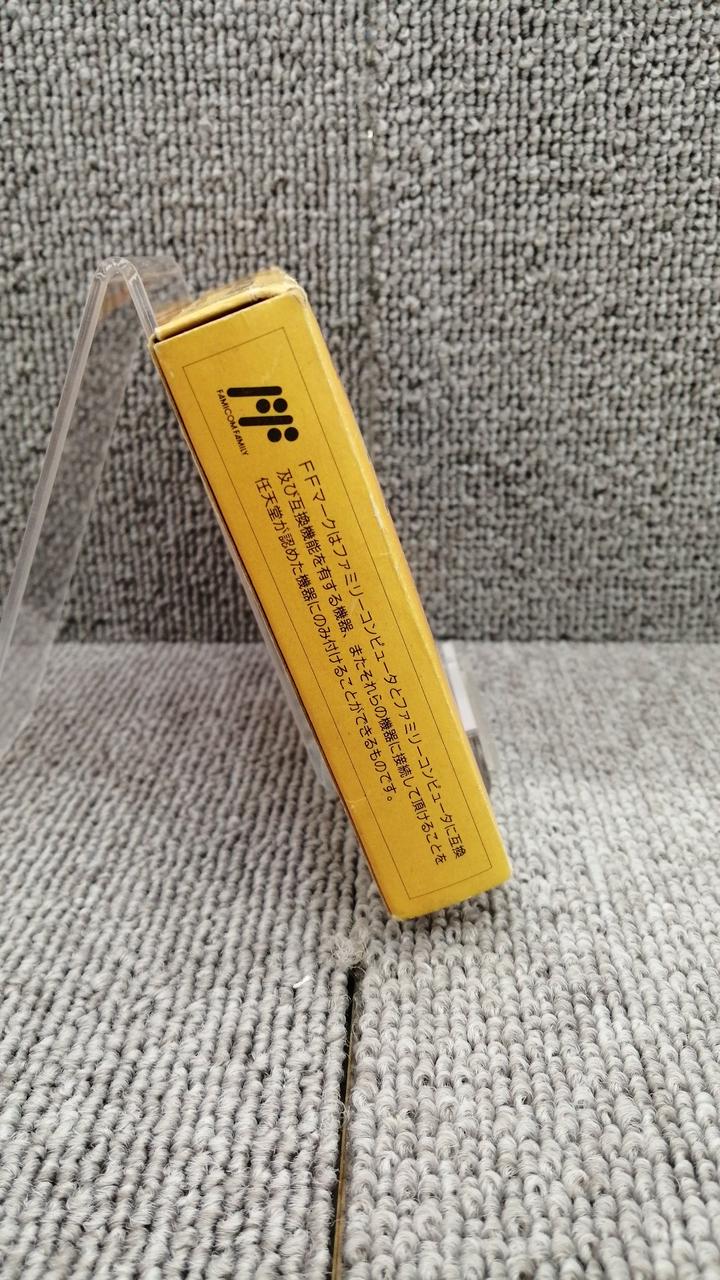 FF
FAMICOM FAMILY
FFマークはファミリーコンピュータとファミリーコンピュータに互換
及び互換機能を有する機器、またそれらの機器に接続して頂けることを
任天堂が認めた機器にのみ付けることができるものです。